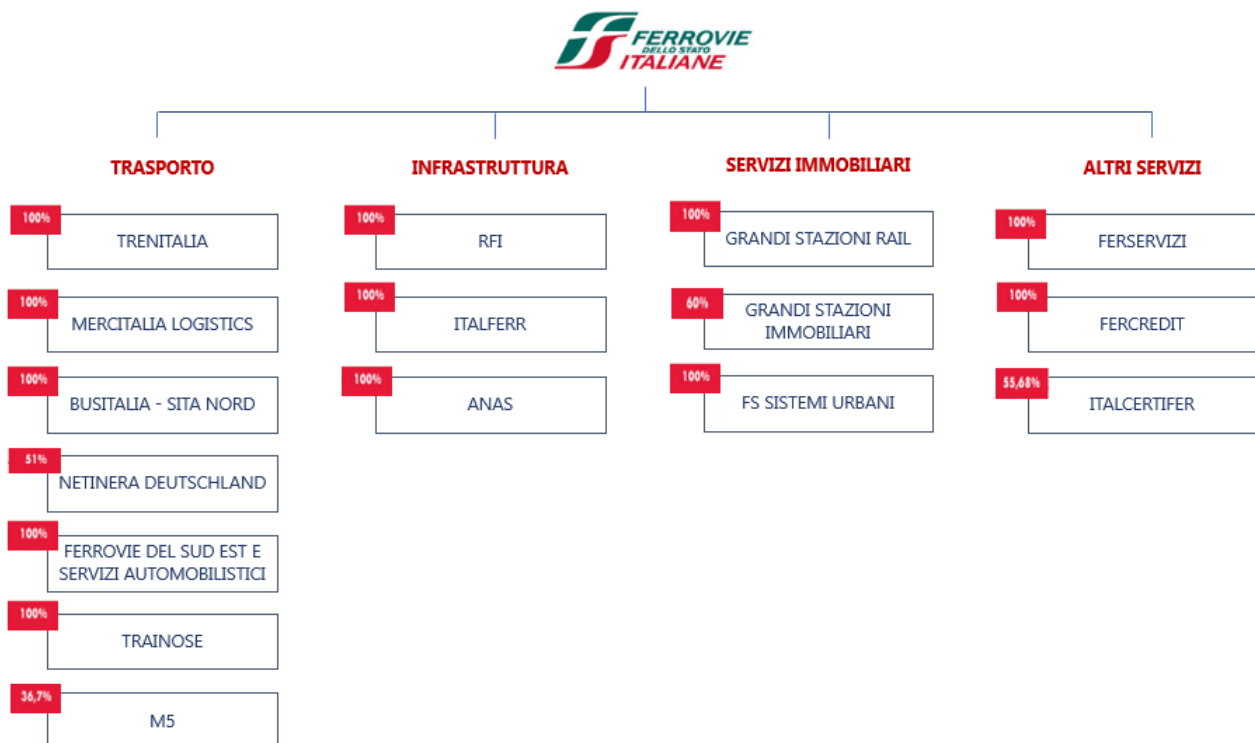 FERROVIE
DELLO STATO
ITALIANE
TRASPORTO
100%
TRENITALIA
100%
MERCITALIA LOGISTICS
100%
BUSITALIA - SITA NORD
51%
NETINERA DEUTSCHLAND
100%
FERROVIE DEL SUD EST E
SERVIZI AUTOMOBILISTICI
100%
TRAINOSE
36,7%
M5
INFRASTRUTTURA
100%
RFI
100%
ITALFERR
100%
ANAS
SERVIZI IMMOBILIARI
100%
GRANDI STAZIONI RAIL
60%
GRANDI STAZIONI
IMMOBILIARI
100%
FS SISTEMI URBANI
ALTRI SERVIZI
100%
FERSERVIZI
100%
FERCREDIT
55,68%
ITALCERTIFER